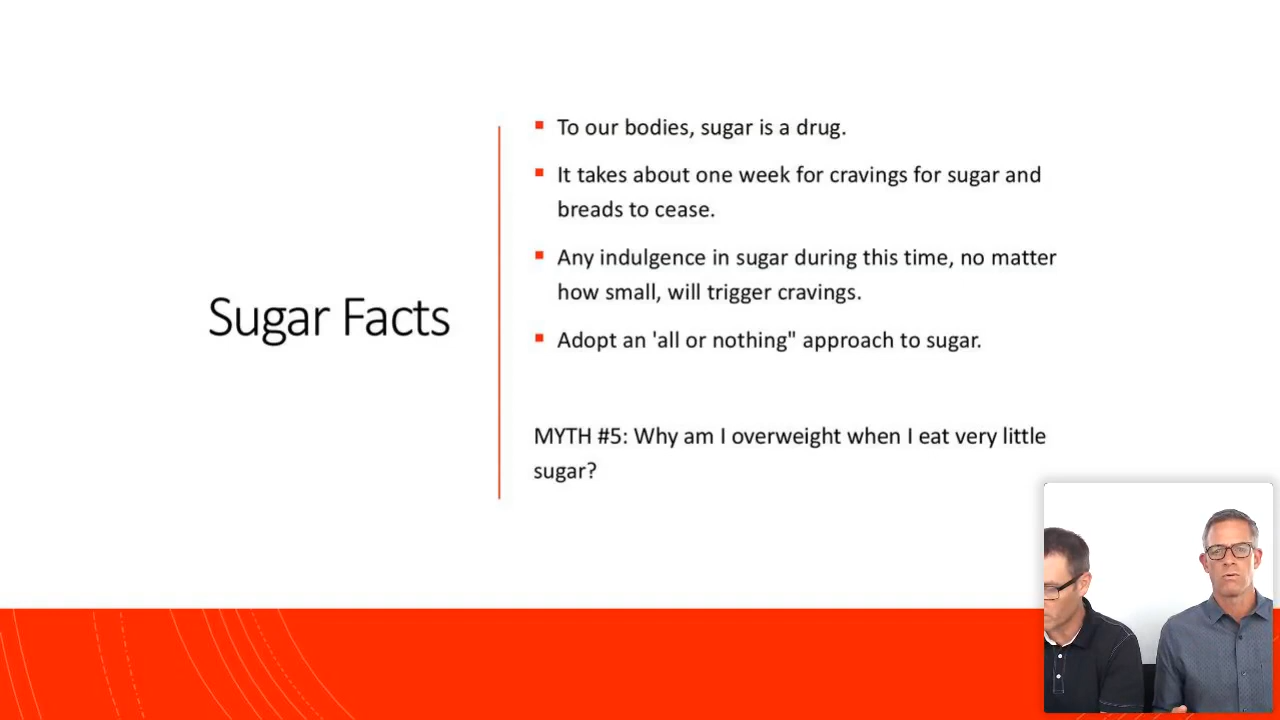 Sugar Facts
To our bodies, sugar is a drug.
It takes about one week for cravings for sugar and
breads to cease.
Any indulgence in sugar during this time, no matter
how small, will trigger cravings.
Adopt an 'all or nothing" approach to sugar.
MYTH #5: Why am I overweight when I eat very little
sugar?